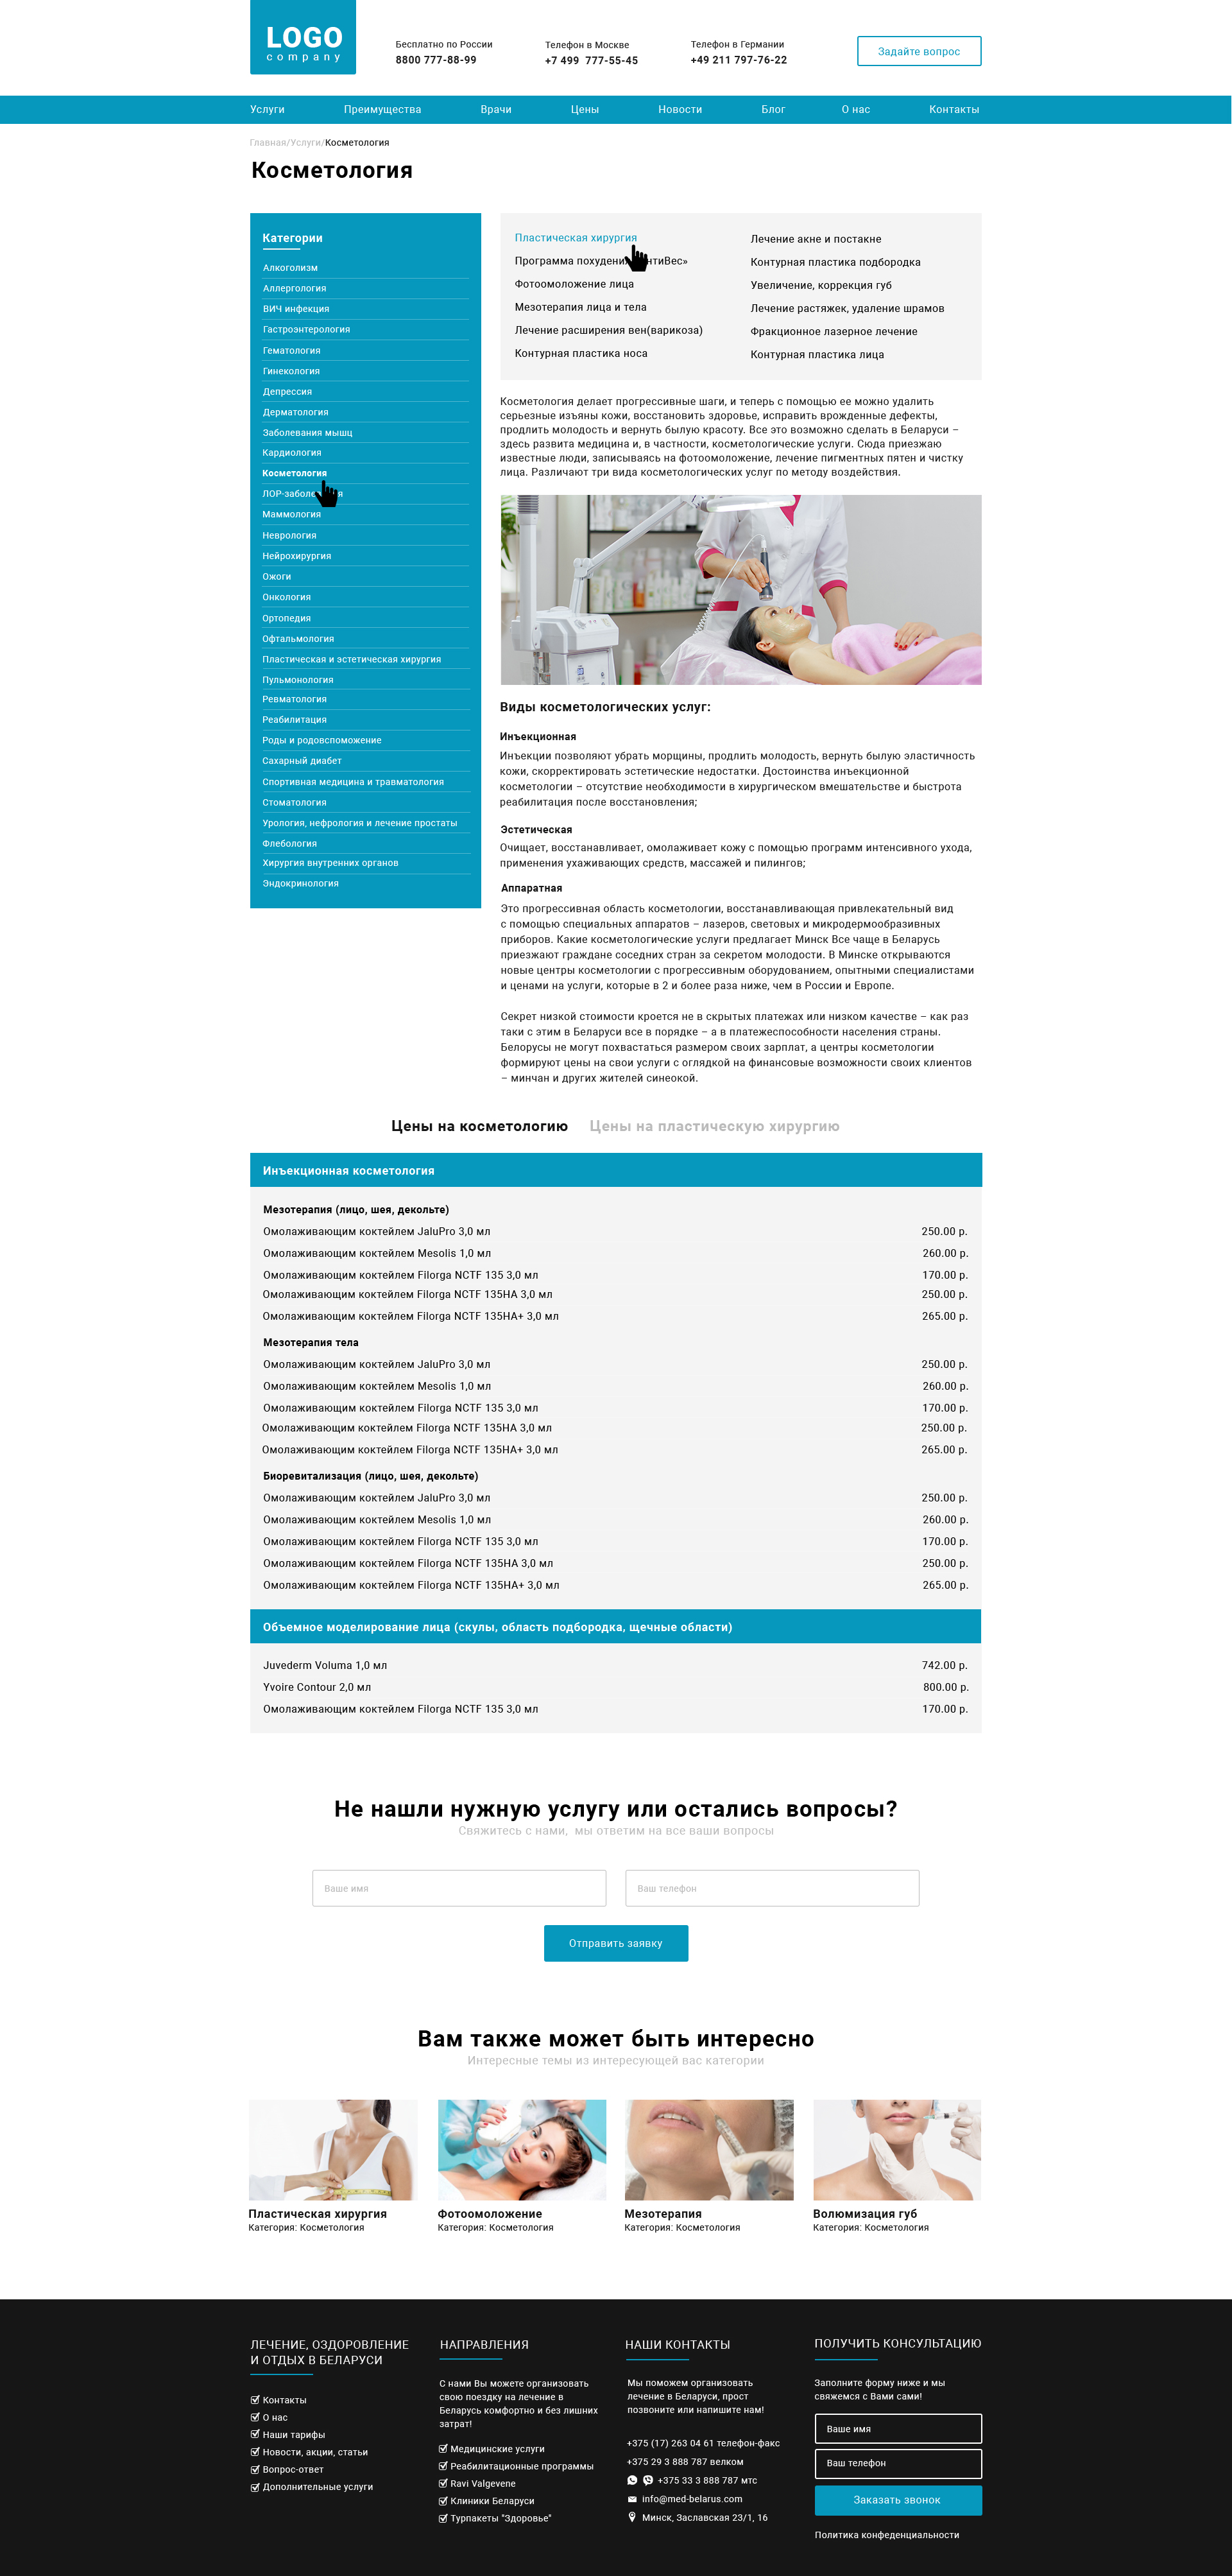 LOGO
company
Бесплатно по России
8800 777-88-99
Телефон в Москве
+7 499 777-55-45
Телефон в Германии
+49 211 797-76-22
Задайте вопрос
Услуги Преимущества Врачи Цены Новости Блог О нас Контакты
Главная/Услуги/Косметология
Косметология
Категории
Алкоголизм
Аллергология
ВИЧ инфекция
Гастроэнтерология
Гематология
Гинекология
Депрессия
Дерматология
Заболевания мышц
Кардиология
Косметология
ЛОР-заболе
Маммология
Неврология
Нейрохирургия
Ожоги
Онкология
Ортопедия
Офтальмология
Пластическая и эстетическая хирургия
Пульмонология
Ревматология
Реабилитация
Роды и родовспоможение
Сахарный диабет
Спортивная медицина и травматология
Стоматология
Урология, нефрология и лечение простаты
Флебология
Хирургия внутренних органов
Эндокринология
Пластическая хирургия
Программа похудени нтиВес»
Фотоомоложение лица
Мезотерапия лица и тела
Лечение расширения вен(варикоза)
Контурная пластика носа
Лечение акне и постакне
Контурная пластика подбородка
Увеличение, коррекция губ
Лечение растяжек, удаление шрамов
Фракционное лазерное лечение
Контурная пластика лица
Косметология делает прогрессивные шаги, и теперь с помощью ее можно удалить
серьезные изъяны кожи, восстановить здоровье, исправить врожденные дефекты,
продлить молодость и вернуть былую красоту. Все это возможно сделать в Беларуси –
здесь развита медицина и, в частности, косметологические услуги. Сюда приезжаю
известные люди, записываясь на фотоомоложение, лечение пигментных пятен и чистку
лица. Различают три вида косметологических услуг по методу воздействия.
Виды косметологических услуг:
Инъекционная
Инъекции позволяют убрать морщины, продлить молодость, вернуть былую эластичность
кожи, скорректировать эстетические недостатки. Достоинства инъекционной
косметологии – отсутствие необходимости в хирургическом вмешательстве и быстрота
реабилитация после восстановления;
Эстетическая
Очищает, восстанавливает, омолаживает кожу с помощью программ интенсивного ухода,
применения ухаживающих средств, массажей и пилингов;
Аппаратная
Это прогрессивная область косметологии, восстанавливающая привлекательный вид
с помощью специальных аппаратов – лазеров, световых и микродермообразивных
приборов. Какие косметологические услуги предлагает Минск Все чаще в Беларусь
приезжают граждане соседних стран за секретом молодости. В Минске открываются
новые центры косметологии с прогрессивным оборудованием, опытными специалистами
и ценами на услуги, которые в 2 и более раза ниже, чем в России и Европе.
Секрет низкой стоимости кроется не в скрытых платежах или низком качестве – как раз
таки с этим в Беларуси все в порядке – а в платежеспособности населения страны.
Белорусы не могут похвастаться размером своих зарплат, а центры косметологии
формируют цены на свои услуги с оглядкой на финансовые возможности своих клиентов
– минчан и других жителей синеокой.
Цены на косметологию Цены на пластическую хирургию
Инъекционная косметология
Мезотерапия (лицо, шея, декольте)
Омолаживающим коктейлем JaluPro 3,0 мл 250.00 р.
Омолаживающим коктейлем Mesolis 1,0 мл 260.00 р.
Омолаживающим коктейлем Filorga NCTF 135 3,0 мл 170.00 р.
Омолаживающим коктейлем Filorga NCTF 135HA 3,0 мл 250.00 р.
Омолаживающим коктейлем Filorga NCTF 135HA+ 3,0 мл 265.00 р.
Мезотерапия тела
Омолаживающим коктейлем JaluPro 3,0 мл 250.00 р.
Омолаживающим коктейлем Mesolis 1,0 мл 260.00 р.
Омолаживающим коктейлем Filorga NCTF 135 3,0 мл 170.00 р.
Омолаживающим коктейлем Filorga NCTF 135HA 3,0 мл 250.00 р.
Омолаживающим коктейлем Filorga NCTF 135HA+ 3,0 мл 265.00 р.
Биоревитализация (лицо, шея, декольте)
Омолаживающим коктейлем JaluPro 3,0 мл 250.00 р.
Омолаживающим коктейлем Mesolis 1,0 мл 260.00 р.
Омолаживающим коктейлем Filorga NCTF 135 3,0 мл 170.00 р.
Омолаживающим коктейлем Filorga NCTF 135HA 3,0 мл 250.00 р.
Омолаживающим коктейлем Filorga NCTF 135HA+ 3,0 мл 265.00 р.
Объемное моделирование лица (скулы, область подбородка, щечные области)
Juvederm Voluma 1,0 мл 742.00 р.
Yvoire Contour 2,0 мл 800.00 р.
Омолаживающим коктейлем Filorga NCTF 135 3,0 мл 170.00 р.
Не нашли нужную услугу или остались вопросы?
Свяжитесь с нами, мы ответим на все ваши вопросы
Ваше имя
Ваш телефон
Отправить заявку
Вам также может быть интересно
Интересные темы из интересующей вас категории
Пластическая хирургия
Категория: Косметология
Фотоомоложение
Категория: Косметология
Мезотерапия
Категория: Косметология
Волюмизация губ
Категория: Косметология
ЛЕЧЕНИЕ, ОЗДОРОВЛЕНИЕ
И ОТДЫХ В БЕЛАРУСИ
Контакты
О нас
Наши тарифы
Новости, акции, статьи
Вопрос-ответ
Дополнительные услуги
НАПРАВЛЕНИЯ
С нами Вы можете организовать
свою поездку на лечение в
Беларусь комфортно и без лишних
затрат!
Медицинские услуги
Реабилитационные программы
Ravi Valgevene
Клиники Беларуси
Турпакеты "Здоровье"
НАШИ КОНТАКТЫ
Мы поможем организовать
лечение в Беларуси, прост
позвоните или напишите нам!
+375 (17) 263 04 61 телефон-факс
+375 29 3 888 787 велком
+375 33 3 888 787 мтс
info@med-belarus.com
Минск, Заславская 23/1, 16
ПОЛУЧИТЬ КОНСУЛЬТАЦИЮ
Заполните форму ниже и мы
свяжемся с Вами сами!
Ваше имя
Ваш телефон
Заказать звонок
Политика конфеденциальности